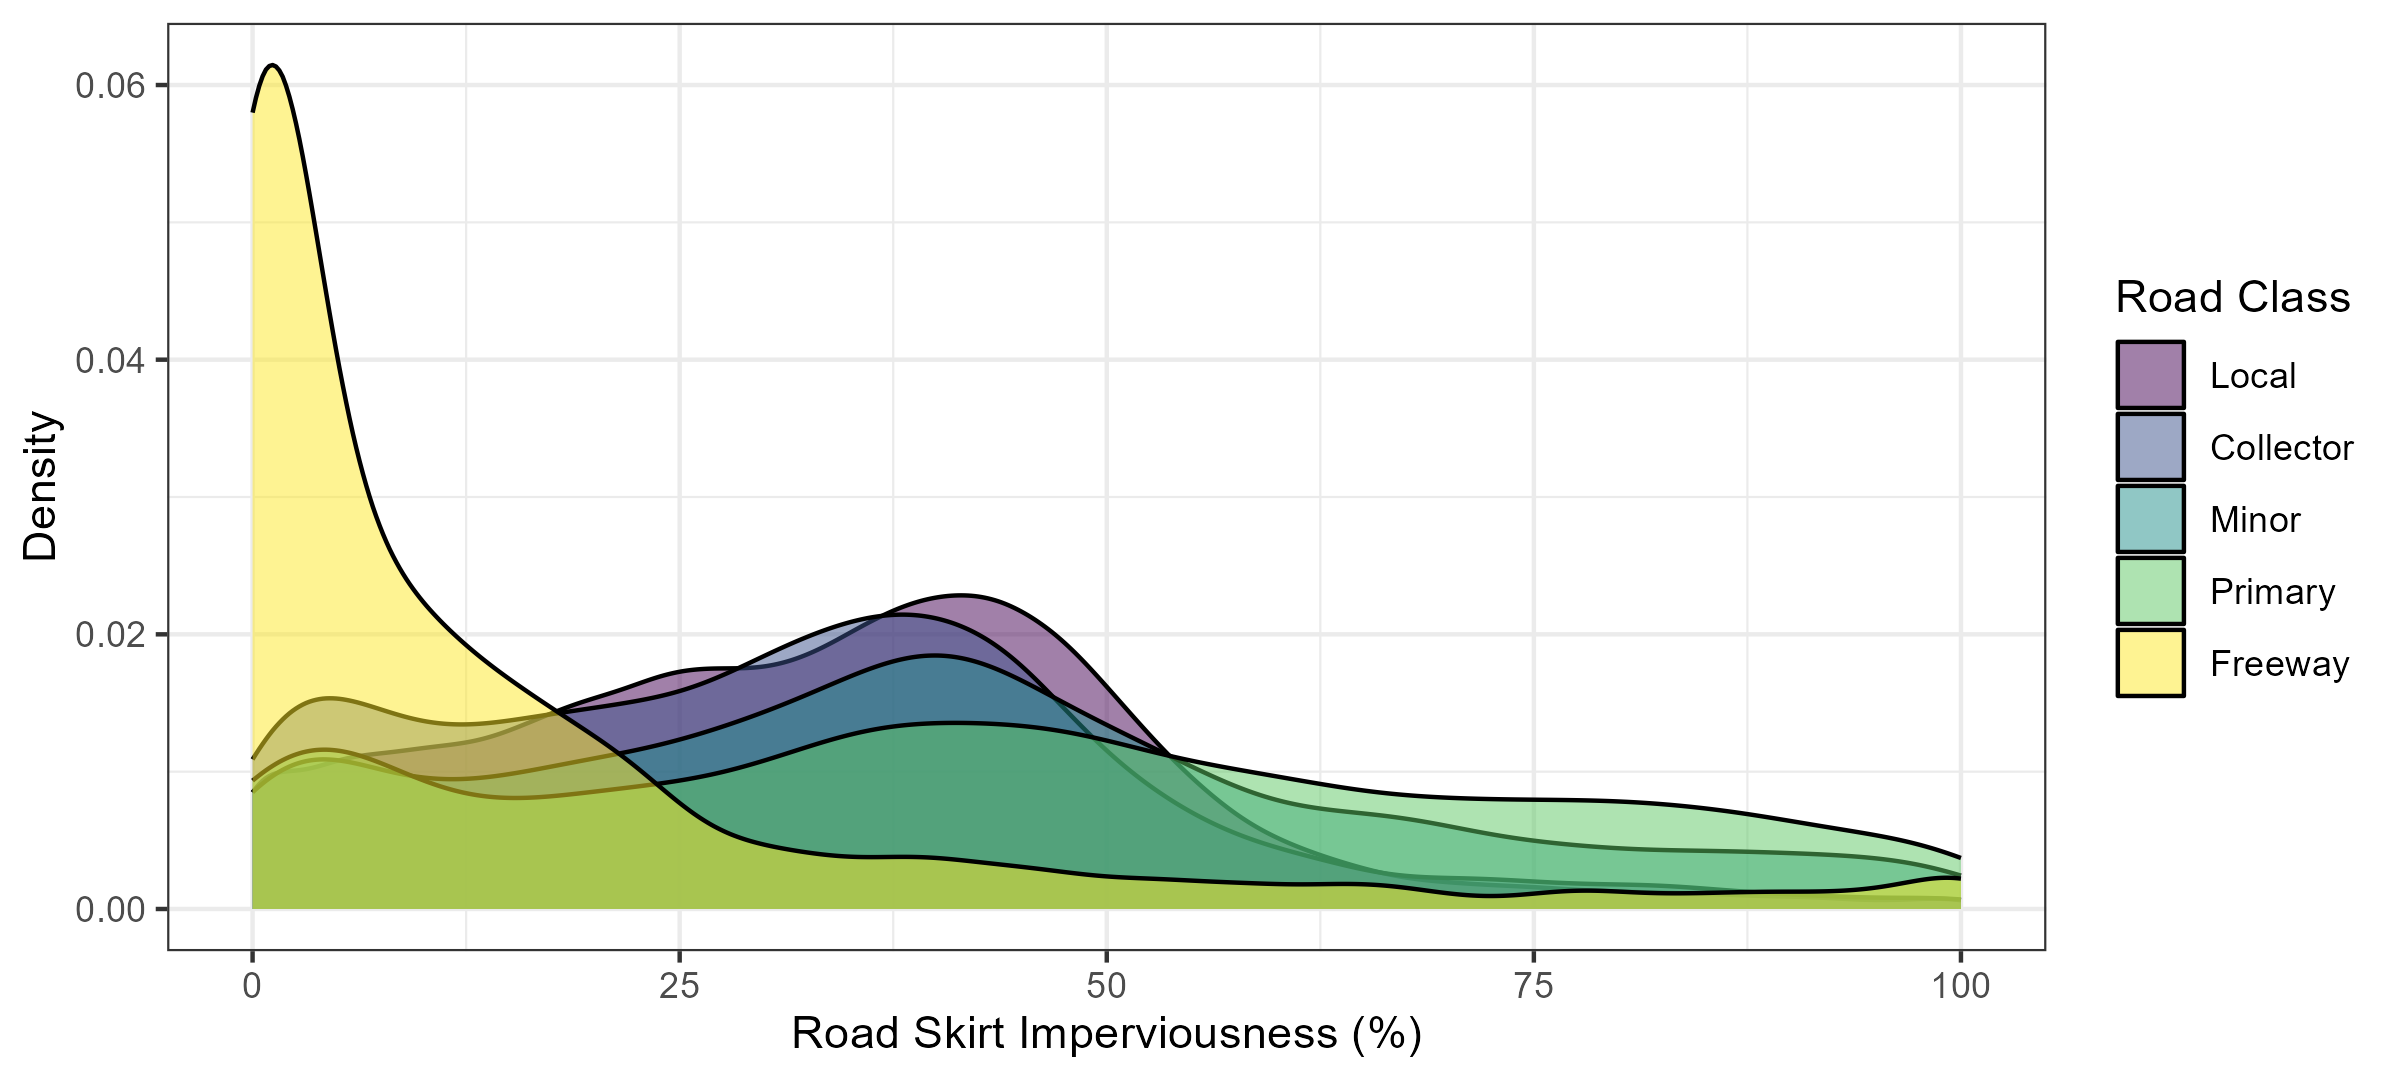 0.06
0.04
0.02
0.00
Density
0
25
50
75
100
Road Skirt Imperviousness (%)
Road Class
Local
Collector
Minor
Primary
Freeway